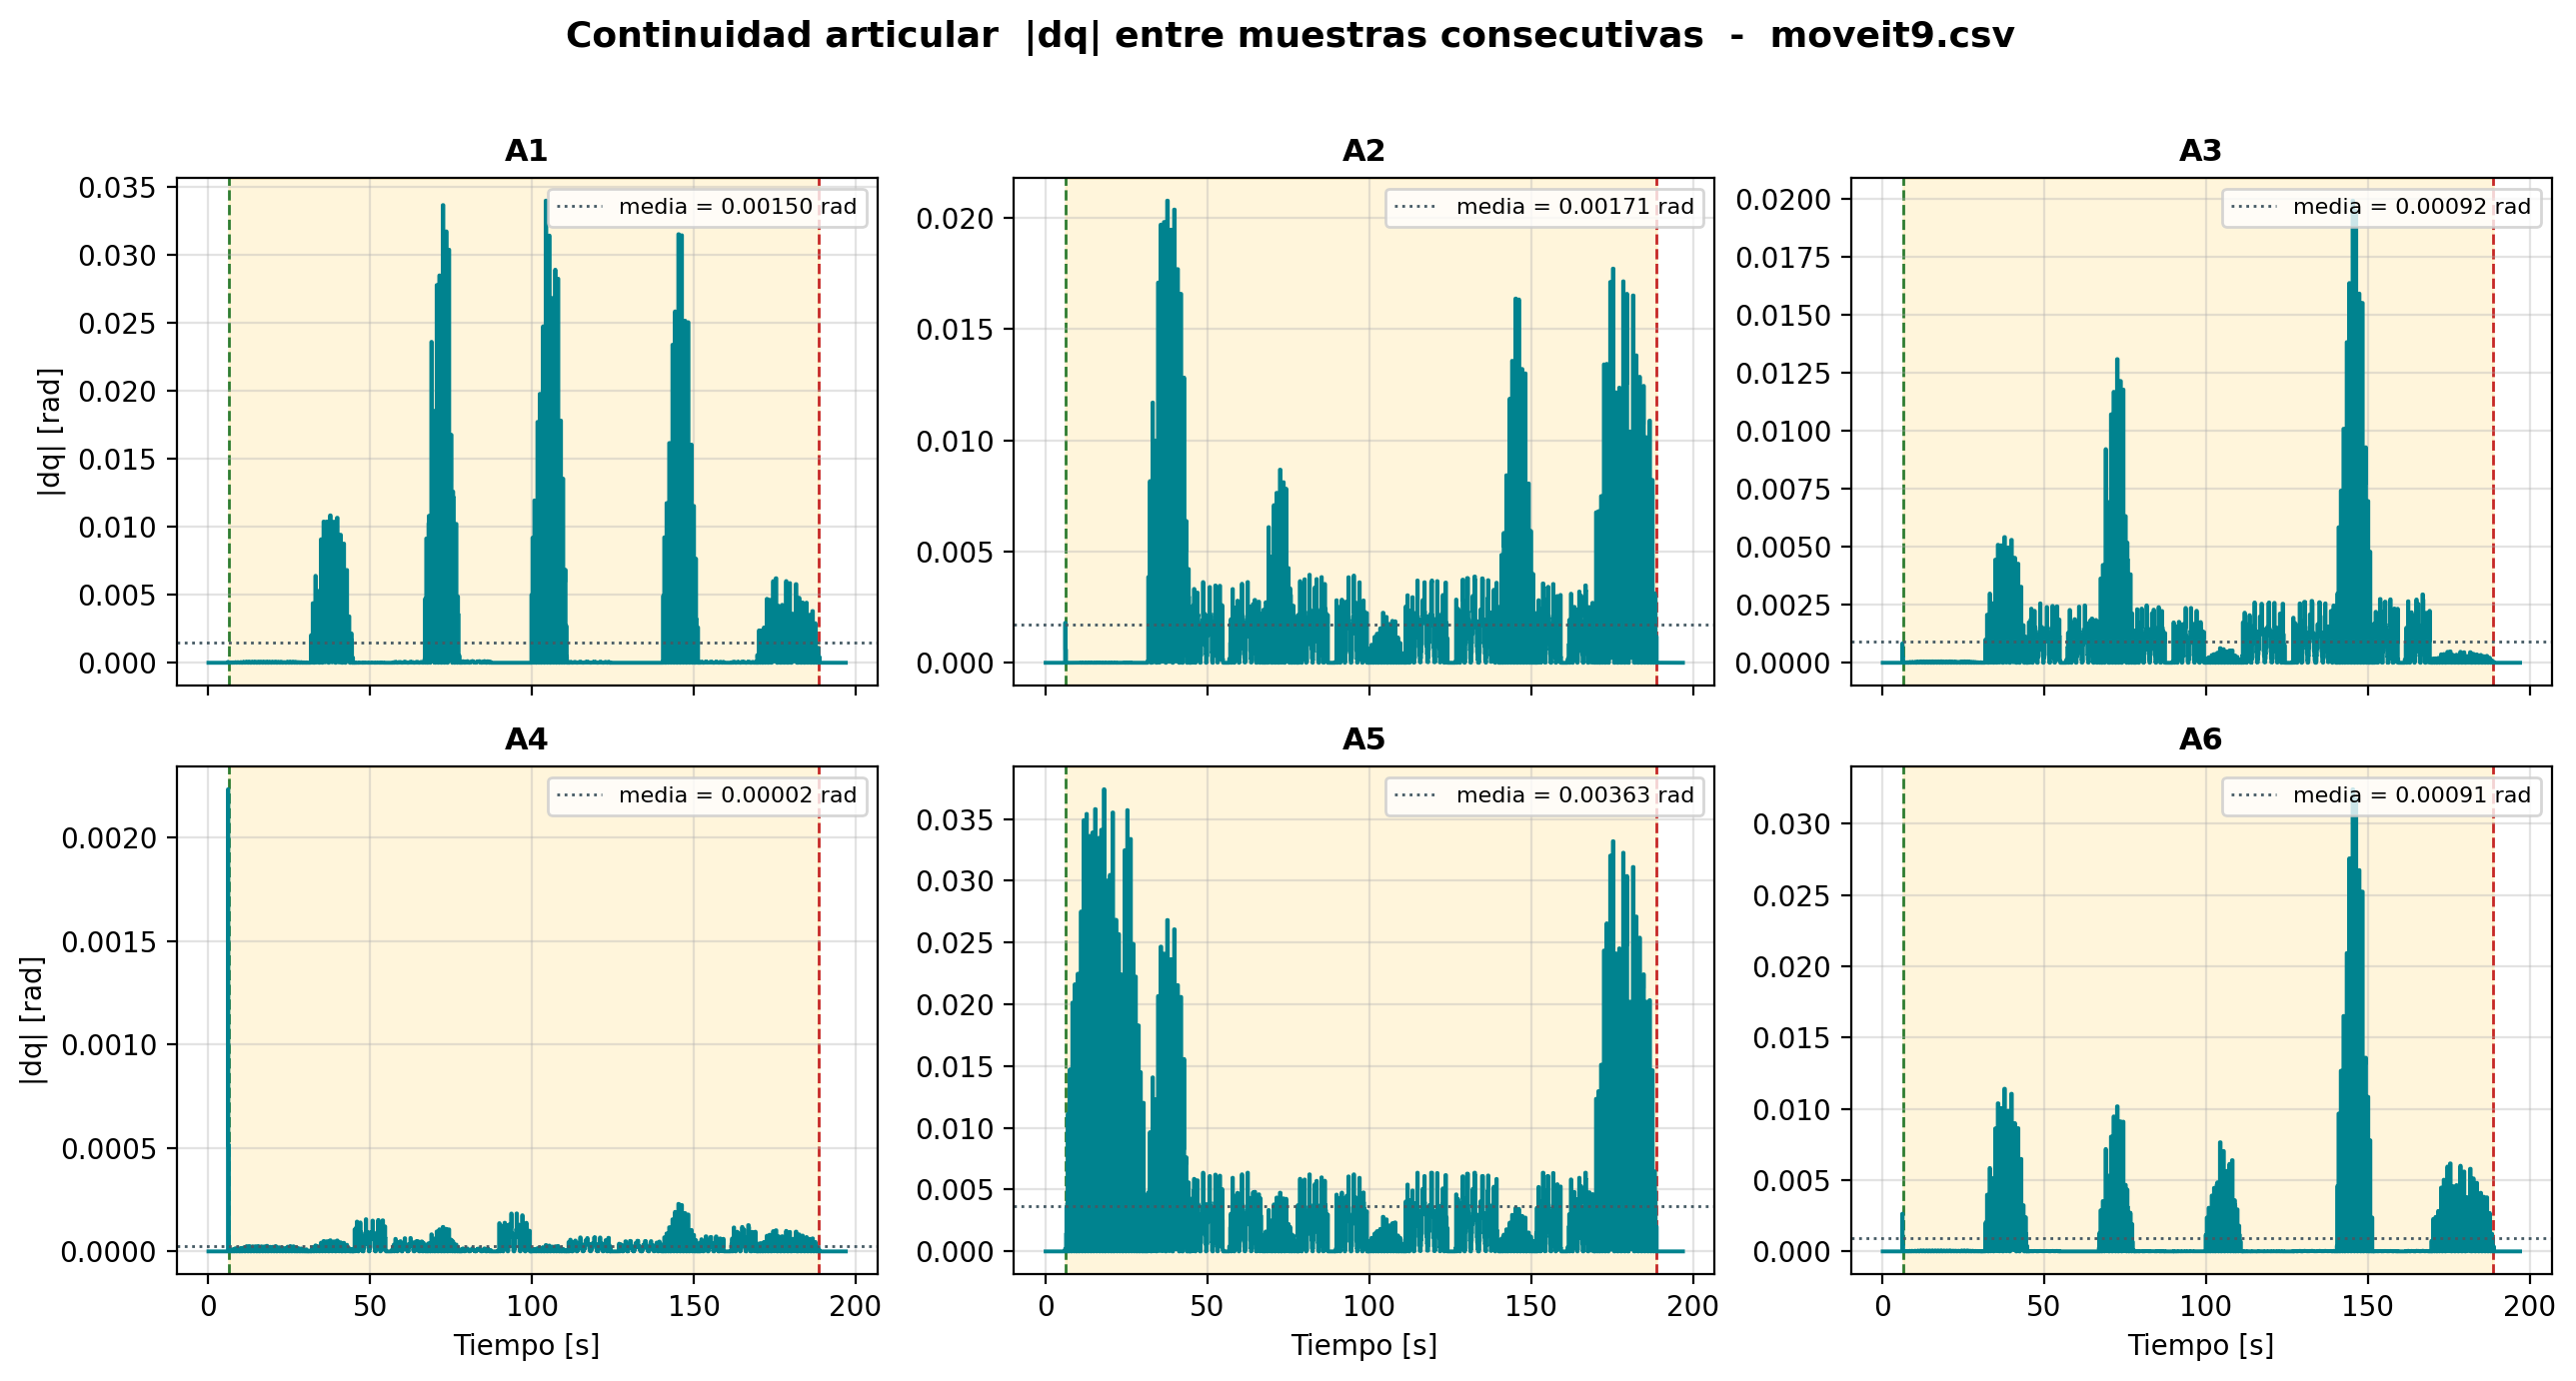 Continuidad articular |dq| entre muestras consecutivas - moveit9.csv
A1
A2
A3
|dq| [rad]
0.035
0.030
0.025
0.020
0.015
0.010
0.005
0.000
media = 0.00150 rad
0.020
0.015
0.010
0.005
0.000
media = 0.00171 rad
0.0200
0.0175
0.0150
0.0125
0.0100
0.0075
0.0050
0.0025
0.0000
media = 0.00092 rad
A4
A5
A6
|dq| [rad]
0.0020
0.0015
0.0010
0.0005
0.0000
media = 0.00002 rad
0.035
0.030
0.025
0.020
0.015
0.010
0.005
0.000
media = 0.00363 rad
0.030
0.025
0.020
0.015
0.010
0.005
0.000
media = 0.00091 rad
0 50 100 150 200
0 50 100 150 200
0 50 100 150 200
Tiempo [s]
Tiempo [s]
Tiempo [s]